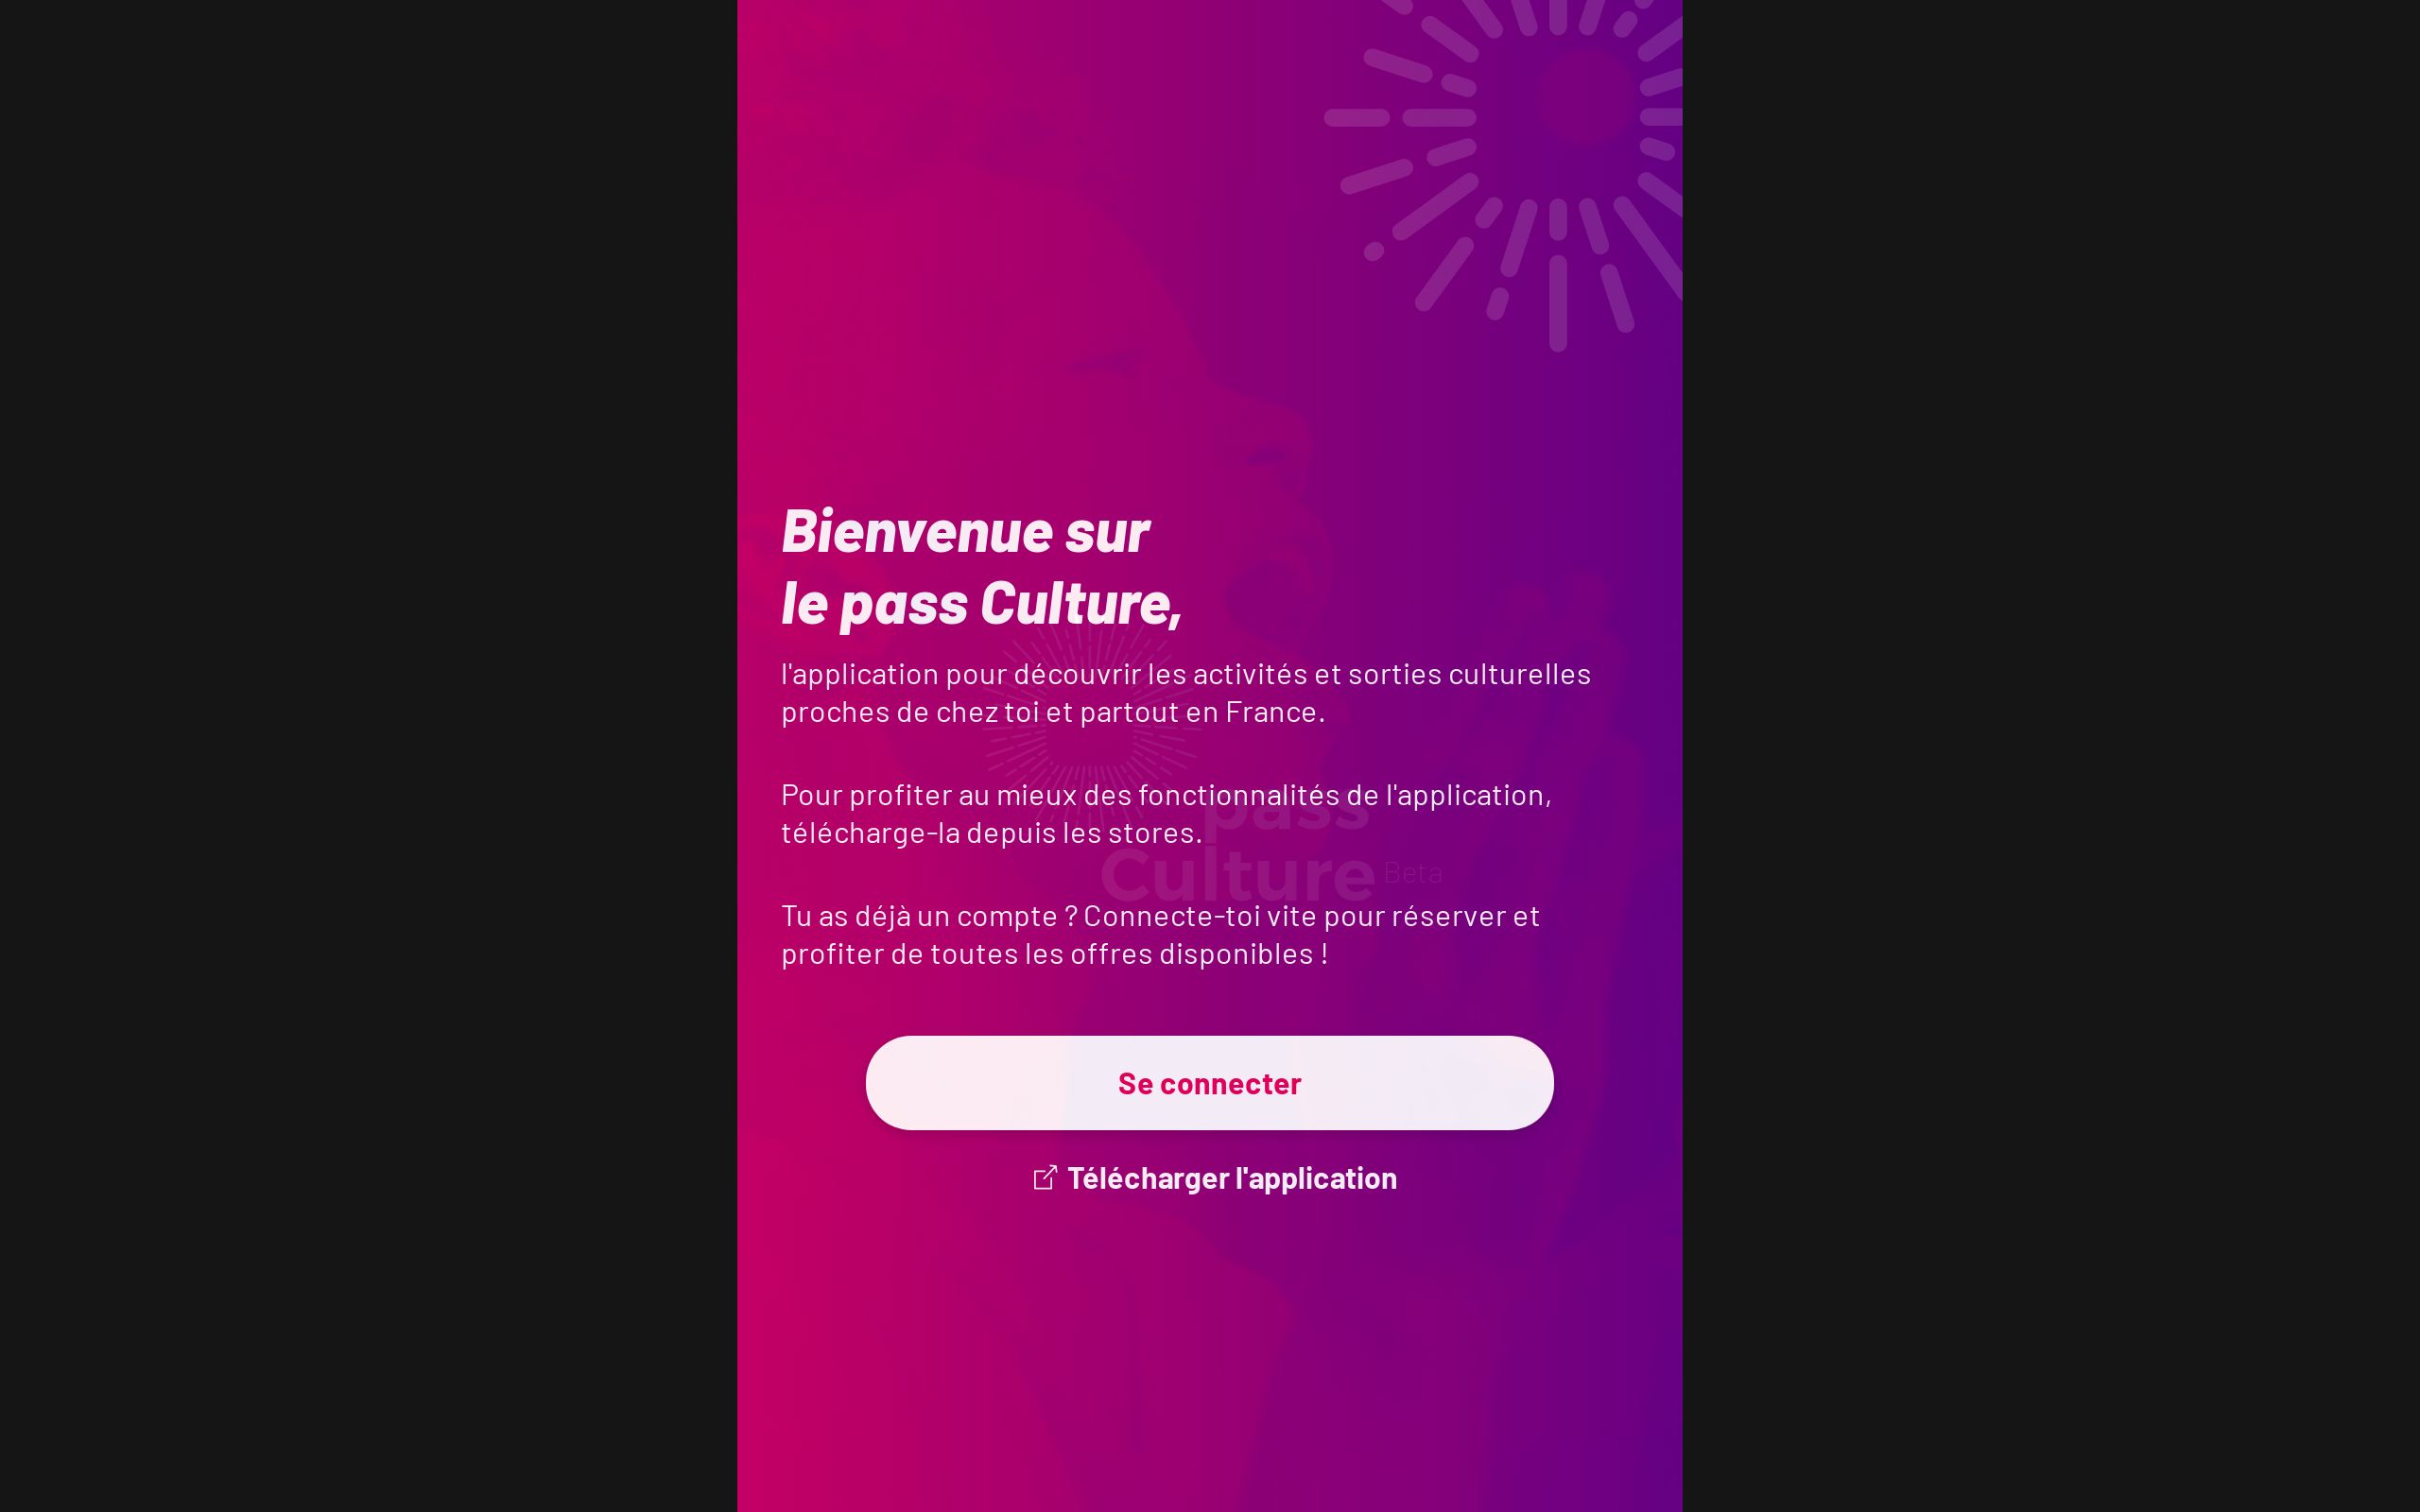 Bienvenue sur
le pass Culture,
l'application pour découvrir les activités et sorties culturelles
proches de chez toi et partout en France.
Pour profiter au mieux des fonctionnalités de l'application,
télécharge-la depuis les stores.
pass
Culture Beta
Tu as déjà un compte ? Connecte-toi vite pour réserver et
profiter de toutes les offres disponibles !
Se connecter
Télécharger l'application